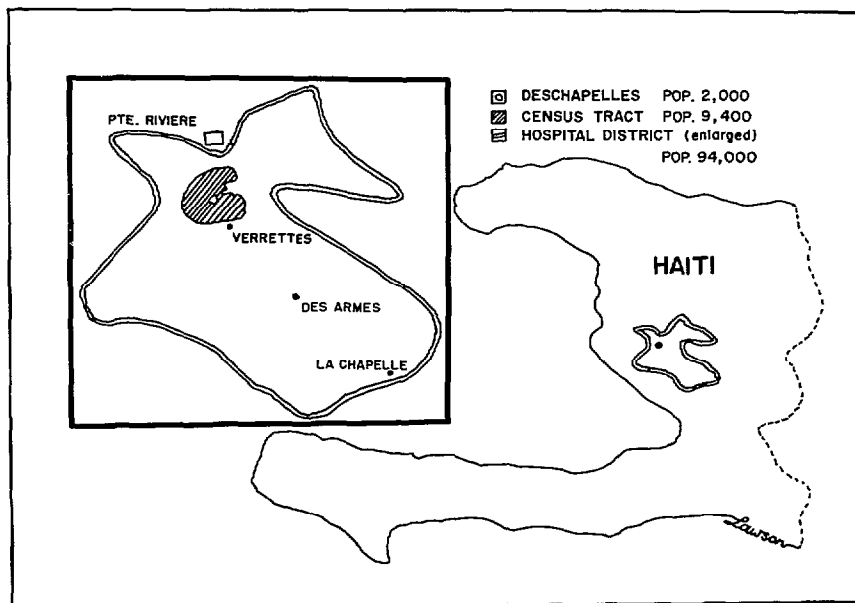 PTE. RIVIERE
VERRETTES
DES ARMES
LA CHAPELLE
DESCHAPELLES POP. 2,000
CENSUS TRACT POP. 9,400
HOSPITAL DISTRICT (enlarged)
POP. 94,000
HAITI
Lawson